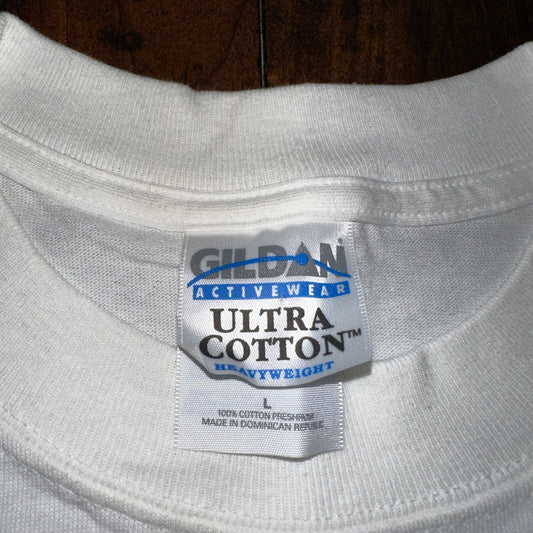 GILDAN®
ACTIVEWEAR
ULTRA
COTTON™
HEAVYWEIGHT
L
100% COTTON PRESHRUNK
MADE IN DOMINICAN REPUBLIC